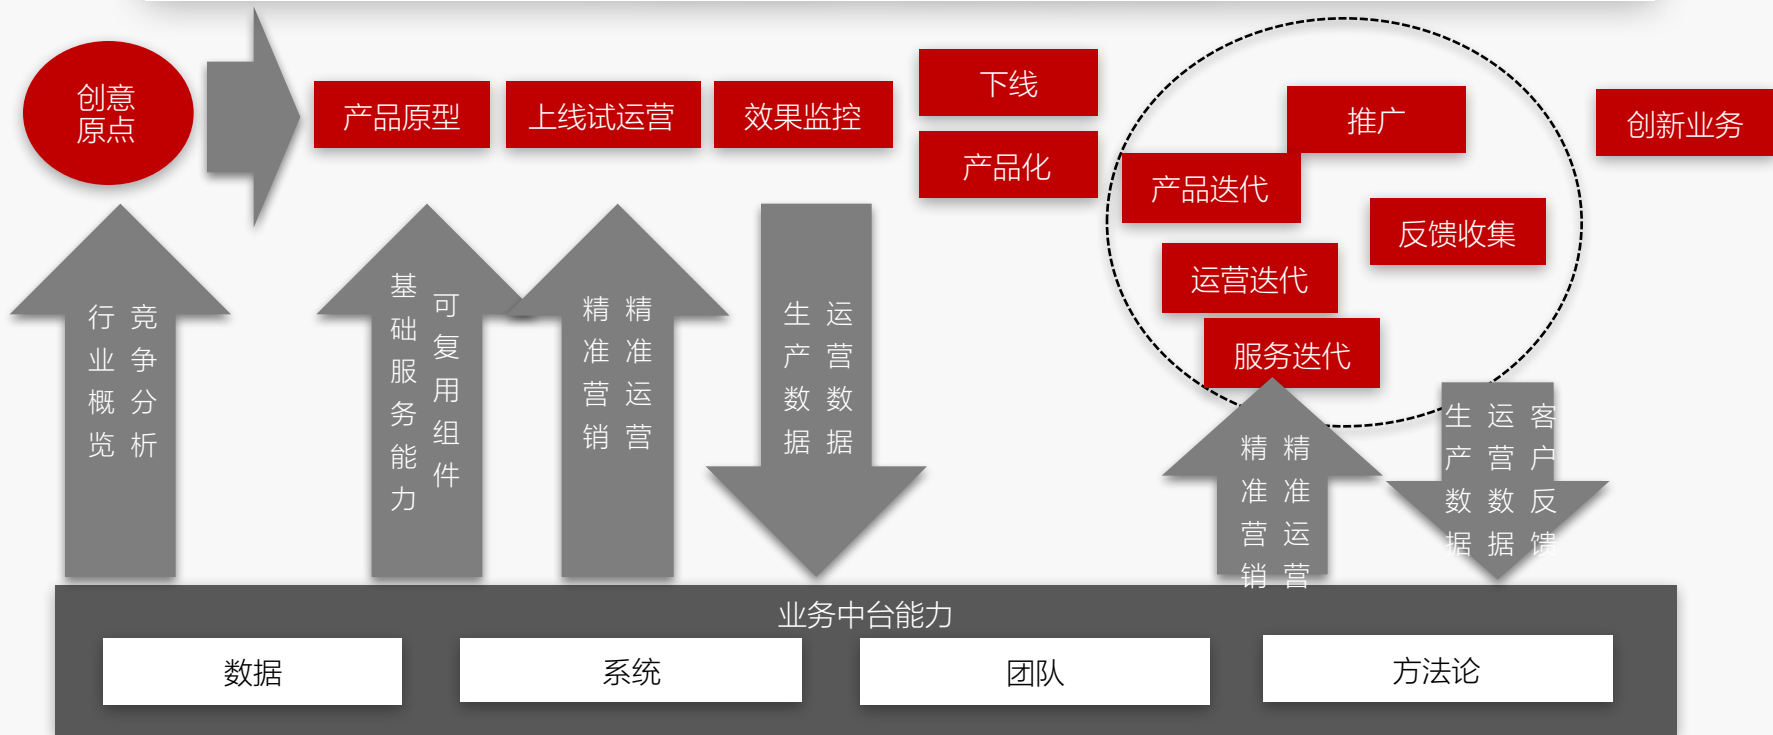 创意
原点
产品原型
上线试运营
效果监控
下线
产品化
推广
产品迭代
反馈收集
运营迭代
服务迭代
创新业务
行业概览
竞争分析
基础服务能力
可复用组件
精准营销
精准运营
生产数据
运营数据
精准营销
精准运营
生产数据
运营数据
客户反馈
业务中台能力
数据
系统
团队
方法论